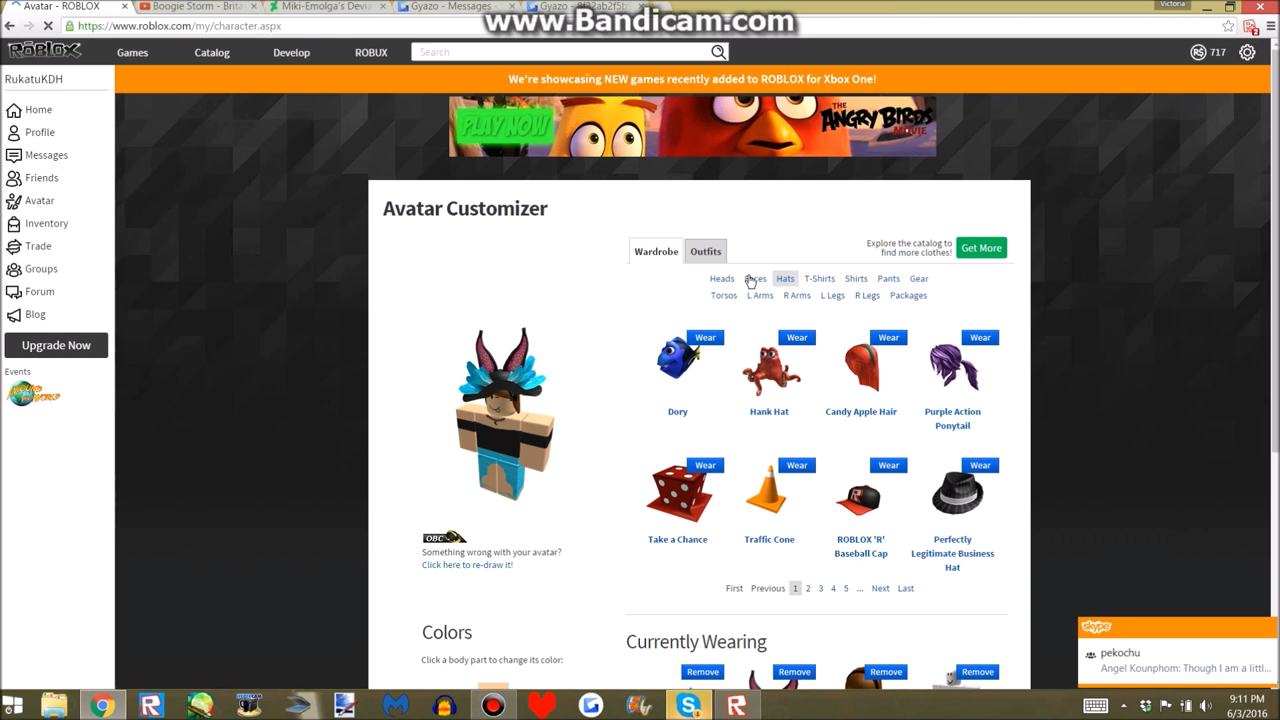 Avatar - ROBLOX
Boogie Storm - Brita
Miki-Emolga's Devia
Gyazo - Messages -
Victoria
www.Bandicam.com
https://www.roblox.com/my/character.aspx
ROBLOX
Games
Catalog
Develop
ROBUX
Search
R$ 717
RukatuKDH
We're showcasing NEW games recently added to ROBLOX for Xbox One!
Home
Profile
Messages
Friends
Avatar
Inventory
Trade
Groups
Forum
Blog
Upgrade Now
Events
AROUND THE WORLD
PLAY NOW
THE
ANGRY BIRDS
MOVIE
Avatar Customizer
Wardrobe
Outfits
Explore the catalog to
find more clothes!
Get More
Heads Hats T-Shirts Shirts Pants Gear
Torsos L Arms R Arms L Legs R Legs Packages
Wear Wear Wear Wear
Dory
Hank Hat
Candy Apple Hair
Purple Action
Ponytail
Wear Wear Wear Wear
Take a Chance
Traffic Cone
ROBLOX 'R'
Baseball Cap
Perfectly
Legitimate Business
Hat
First Previous 1 2 3 4 5 ... Next Last
OBC
Something wrong with your avatar?
Click here to re-draw it!
Colors
Click a body part to change its color:
Currently Wearing
Remove Remove Remove Remove
skype
pekochu
Angel Kounphom: Though I am a littl...
9:11 PM
6/3/2016